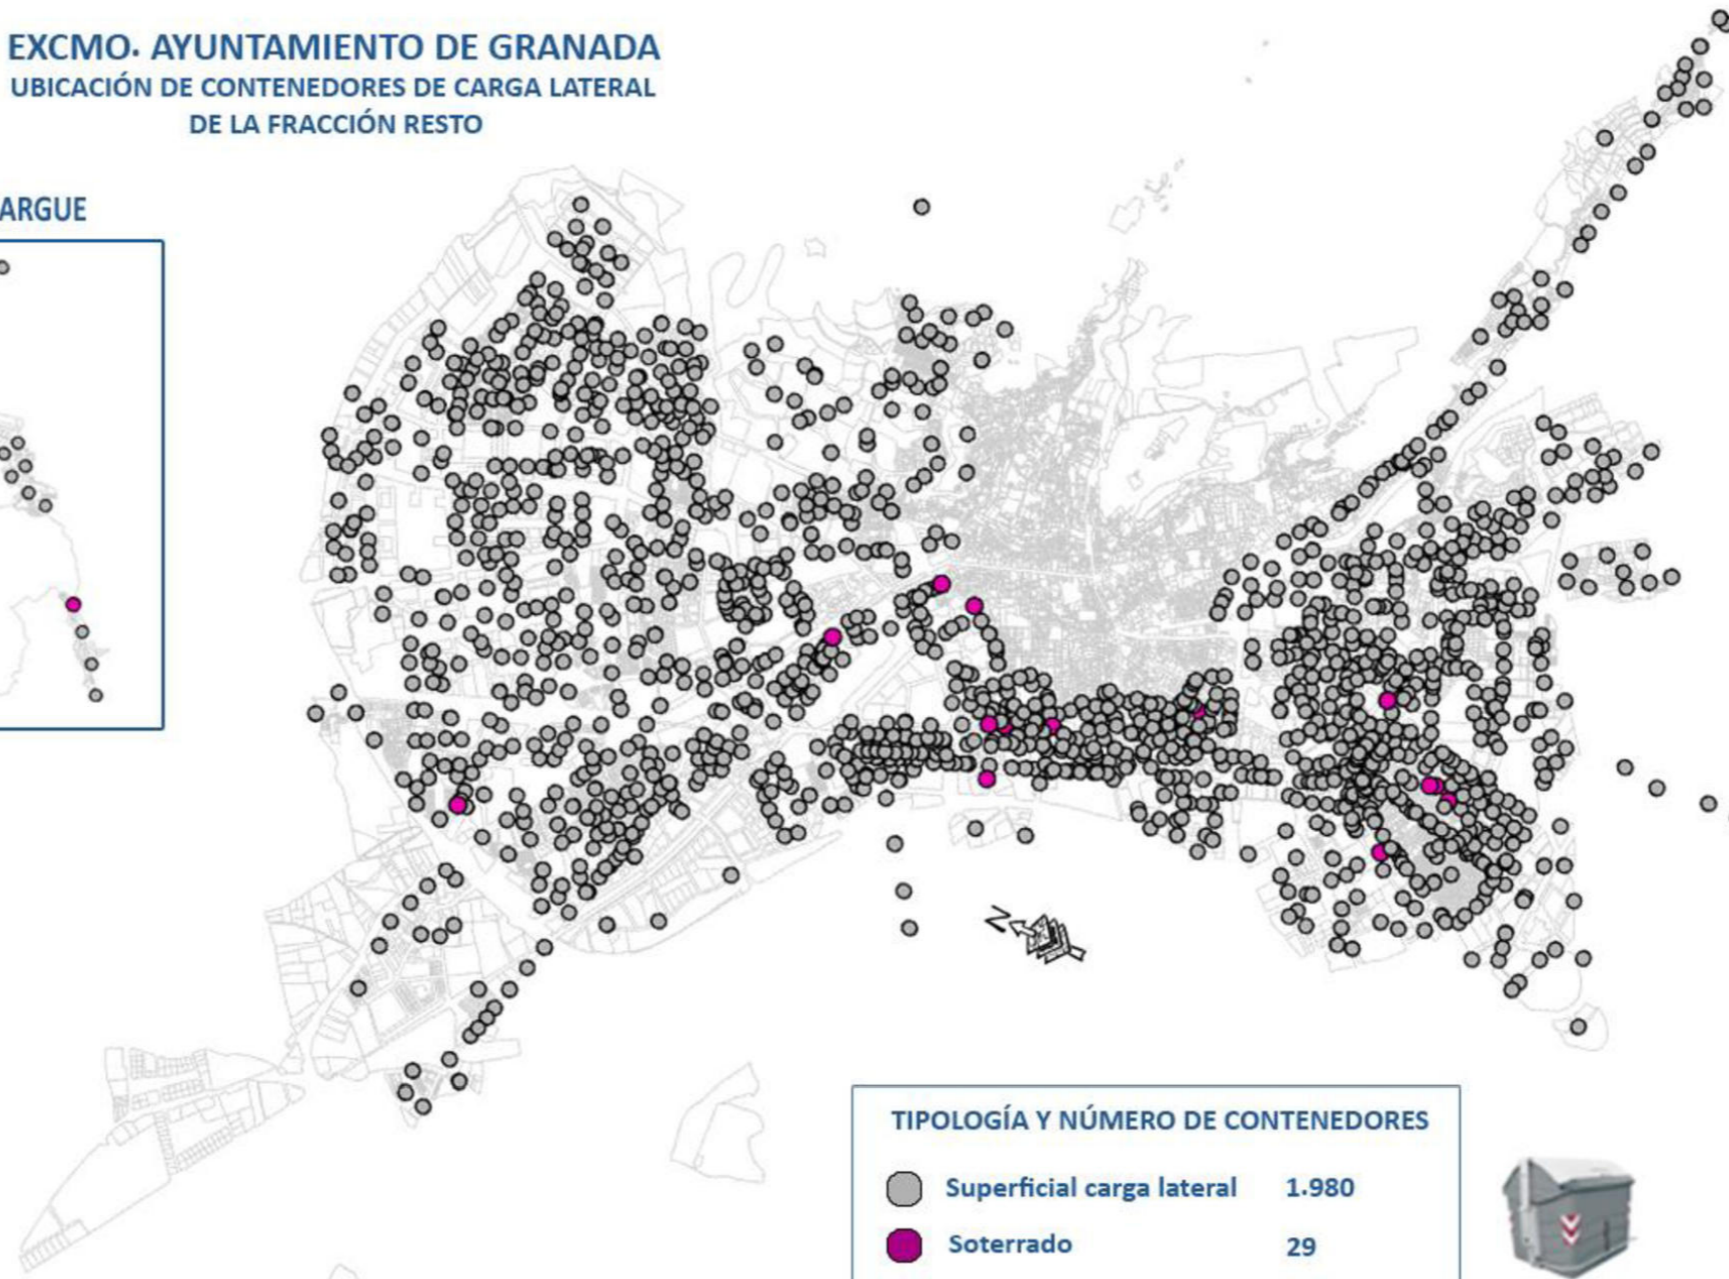 EXCMO. AYUNTAMIENTO DE GRANADA
UBICACIÓN DE CONTENEDORES DE CARGA LATERAL
DE LA FRACCIÓN RESTO
ARGUE
N
TIPOLOGÍA Y NÚMERO DE CONTENEDORES
Superficial carga lateral 1.980
Soterrado 29